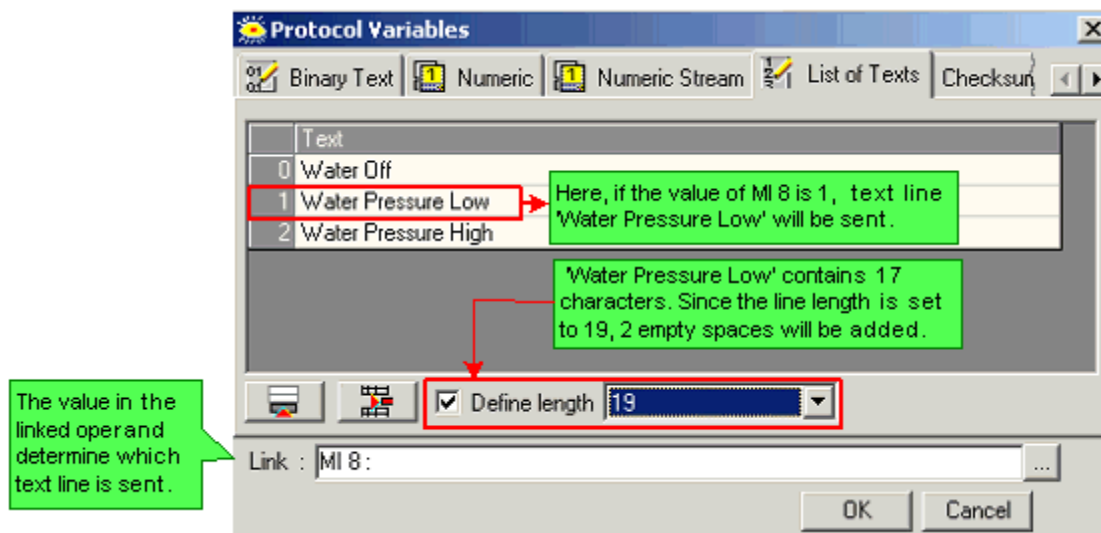 Protocol Variables
Binary Text
Numeric
Numeric Stream
List of Texts
Checksun
Text
0 Water Off
1 Water Pressure Low
2 Water Pressure High
Here, if the value of MI 8 is 1, text line
'Water Pressure Low' will be sent.
'Water Pressure Low' contains 17
characters. Since the line length is set
to 19, 2 empty spaces will be added.
Define length 19
The value in the
linked operand
determine which
text line is sent.
Link : MI 8 :
...
OK
Cancel